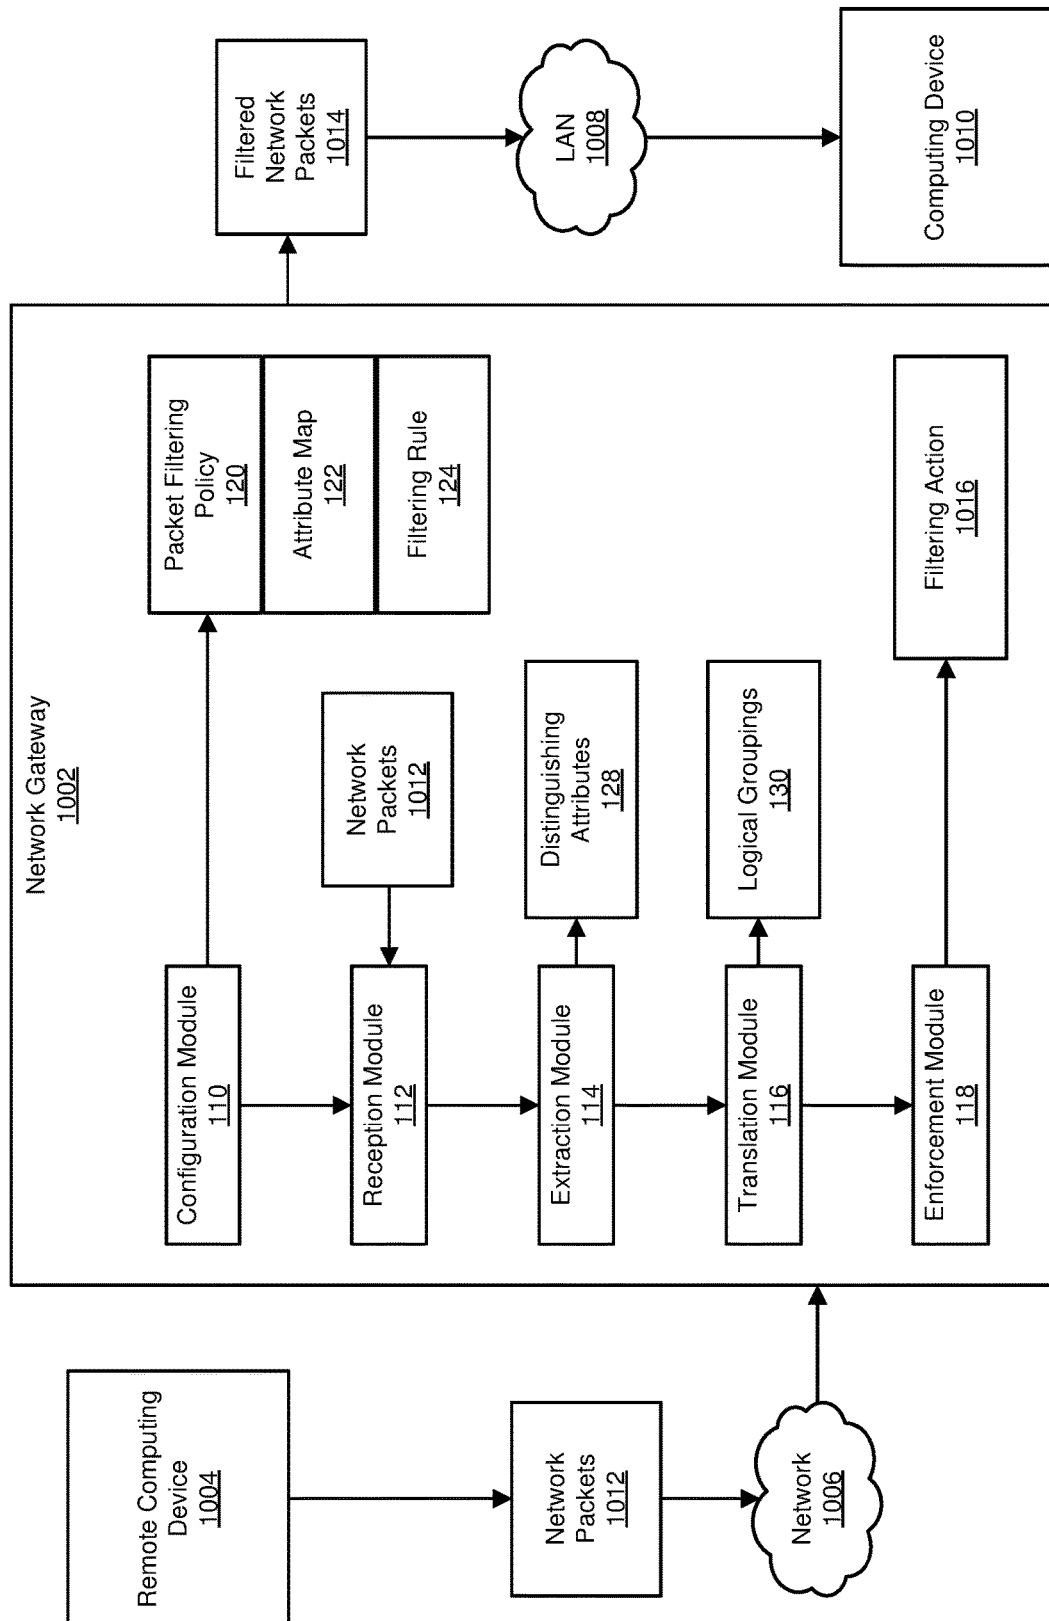 Remote Computing
Device
1004
Network
Packets
1012
Network
1006
Network Gateway
1002
Configuration Module
110
Packet Filtering
Policy
120
Attribute Map
122
Filtering Rule
124
Reception Module
112
Network
Packets
1012
Extraction Module
114
Distinguishing
Attributes
128
Translation Module
116
Logical Groupings
130
Enforcement Module
118
Filtering Action
1016
Filtered
Network
Packets
1014
LAN
1008
Computing Device
1010